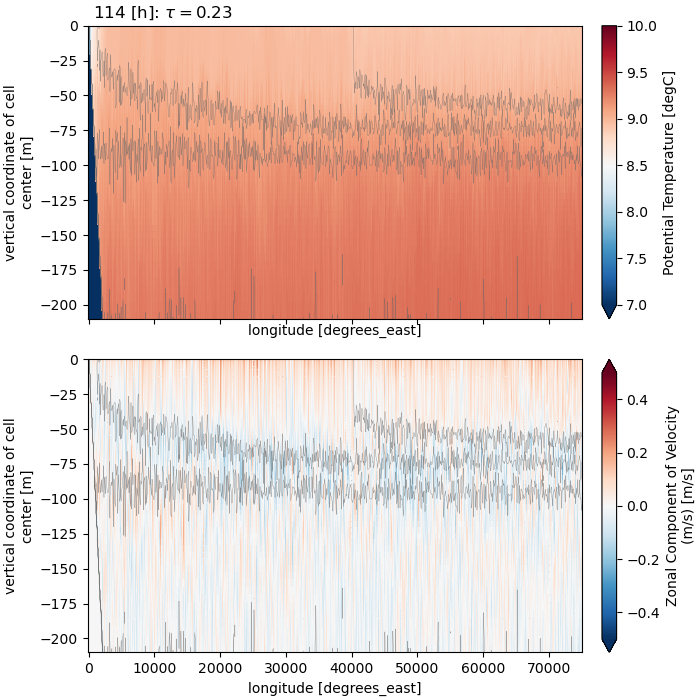 114 [h]: τ = 0.23
0
−25
−50
−75
−100
−125
−150
−175
−200
vertical coordinate of cell
center [m]
longitude [degrees_east]
10.0
9.5
9.0
8.5
8.0
7.5
7.0
Potential Temperature [degC]
0
−25
−50
−75
−100
−125
−150
−175
−200
vertical coordinate of cell
center [m]
0 10000 20000 30000 40000 50000 60000 70000
longitude [degrees_east]
0.4
0.2
0.0
−0.2
−0.4
Zonal Component of Velocity
(m/s) [m/s]